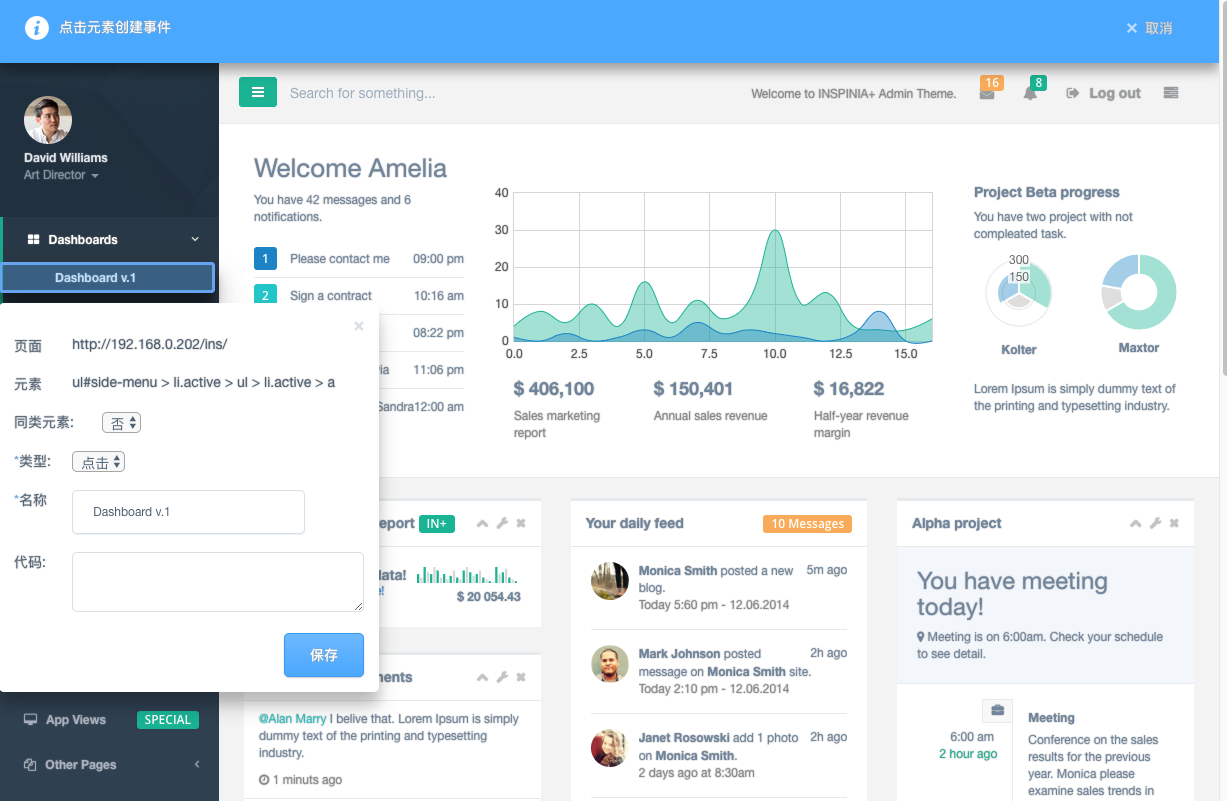 点击元素创建事件
× 取消
David Williams
Art Director
Dashboards
Dashboard v.1
Search for something...
Welcome to INSPINIA+ Admin Theme.
16
8
Log out
×
页面 http://192.168.0.202/ins/
元素 ul#side-menu > li.active > ul > li.active > a
同类元素: 否
*类型: 点击
*名称 Dashboard v.1
代码:
保存
App Views SPECIAL
Other Pages
Welcome Amelia
You have 42 messages and 6
notifications.
1 Please contact me 09:00 pm
2 Sign a contract 10:16 am
08:22 pm
11:06 pm
Sandra 12:00 am
40
30
20
10
0
0.0 2.5 5.0 7.5 10.0 12.5 15.0
$ 406,100
Sales marketing
report
$ 150,401
Annual sales revenue
$ 16,822
Half-year revenue
margin
Project Beta progress
You have two project with not
compleated task.
300
150
Kolter
Maxtor
Lorem Ipsum is simply dummy text of
the printing and typesetting industry.
eport IN+
lata!
e!
$ 20 054.43
nents
@Alan Marry I belive that. Lorem Ipsum is simply
dummy text of the printing and typesetting
industry.
1 minuts ago
Your daily feed 10 Messages
Monica Smith posted a new
blog.
5m ago
Today 5:60 pm - 12.06.2014
Mark Johnson posted
message on Monica Smith site.
2h ago
Today 2:10 pm - 12.06.2014
Janet Rosowski add 1 photo
on Monica Smith.
2h ago
2 days ago at 8:30am
Alpha project
You have meeting
today!
Meeting is on 6:00am. Check your schedule
to see detail.
6:00 am
2 hour ago
Meeting
Conference on the sales
results for the previous
year. Monica please
examine sales trends in